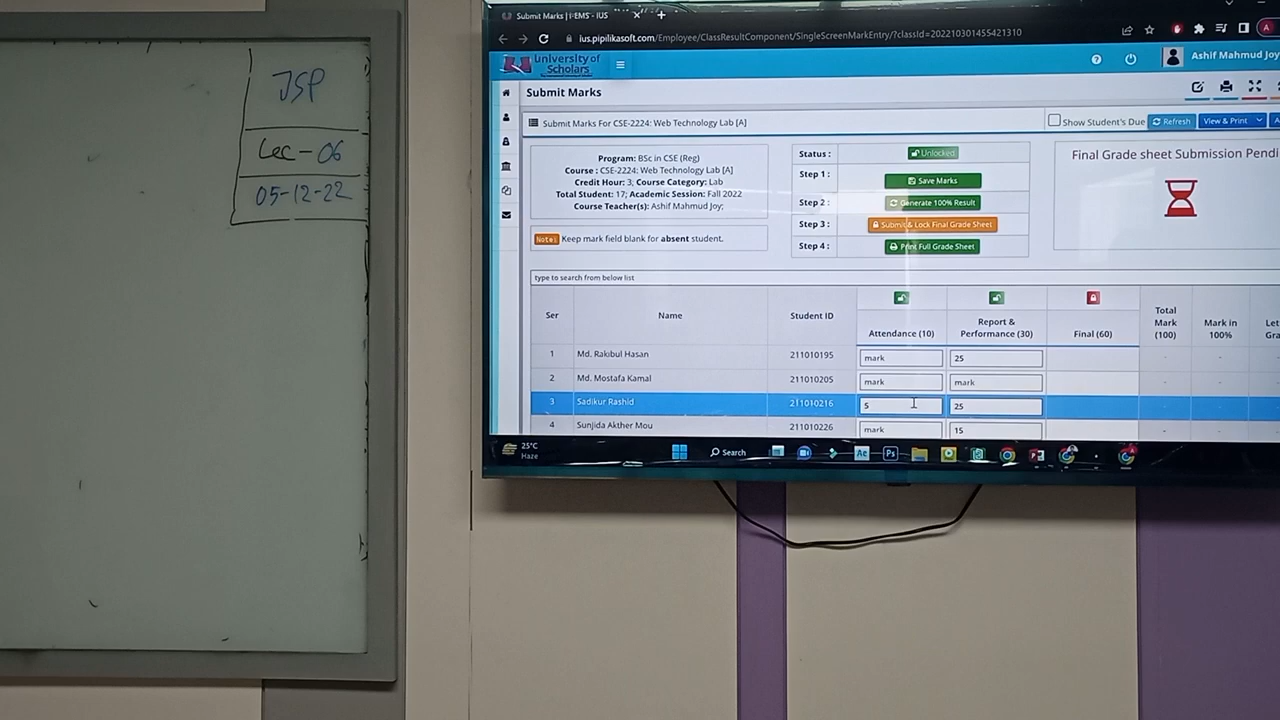 JSP
Lec-06
05-12-22
Submit Marks | i-EMS - IUS
ius.pipilikasoft.com/Employee/ClassResultComponent/SingleScreenMarkEntry/?classId=202210301455421310
University of
Scholars
Ashif Mahmud Joy
Submit Marks
Submit Marks For CSE-2224: Web Technology Lab [A]
Show Student's Due
Refresh
View & Print
Program: BSc in CSE (Reg)
Course : CSE-2224: Web Technology Lab [A]
Credit Hour: 3; Course Category: Lab
Total Student: 17; Academic Session: Fall 2022
Course Teacher(s): Ashif Mahmud Joy;
Note: Keep mark field blank for absent student.
Status : Unlocked
Step 1 : Save Marks
Step 2 : Generate 100% Result
Step 3 : Submit & Lock Final Grade Sheet
Step 4 : Print Full Grade Sheet
Final Grade sheet Submission Pendi
type to search from below list
Ser Name Student ID Attendance (10) Report & Performance (30) Final (60) Total Mark (100) Mark in 100% Let Gra
1 Md. Rakibul Hasan 211010195 mark 25 - -
2 Md. Mostafa Kamal 211010205 mark mark - -
3 Sadikur Rashid 211010216 5 25 - -
4 Sunjida Akther Mou 211010226 mark 15 - -
25°C
Haze
Search
Ae
Ps